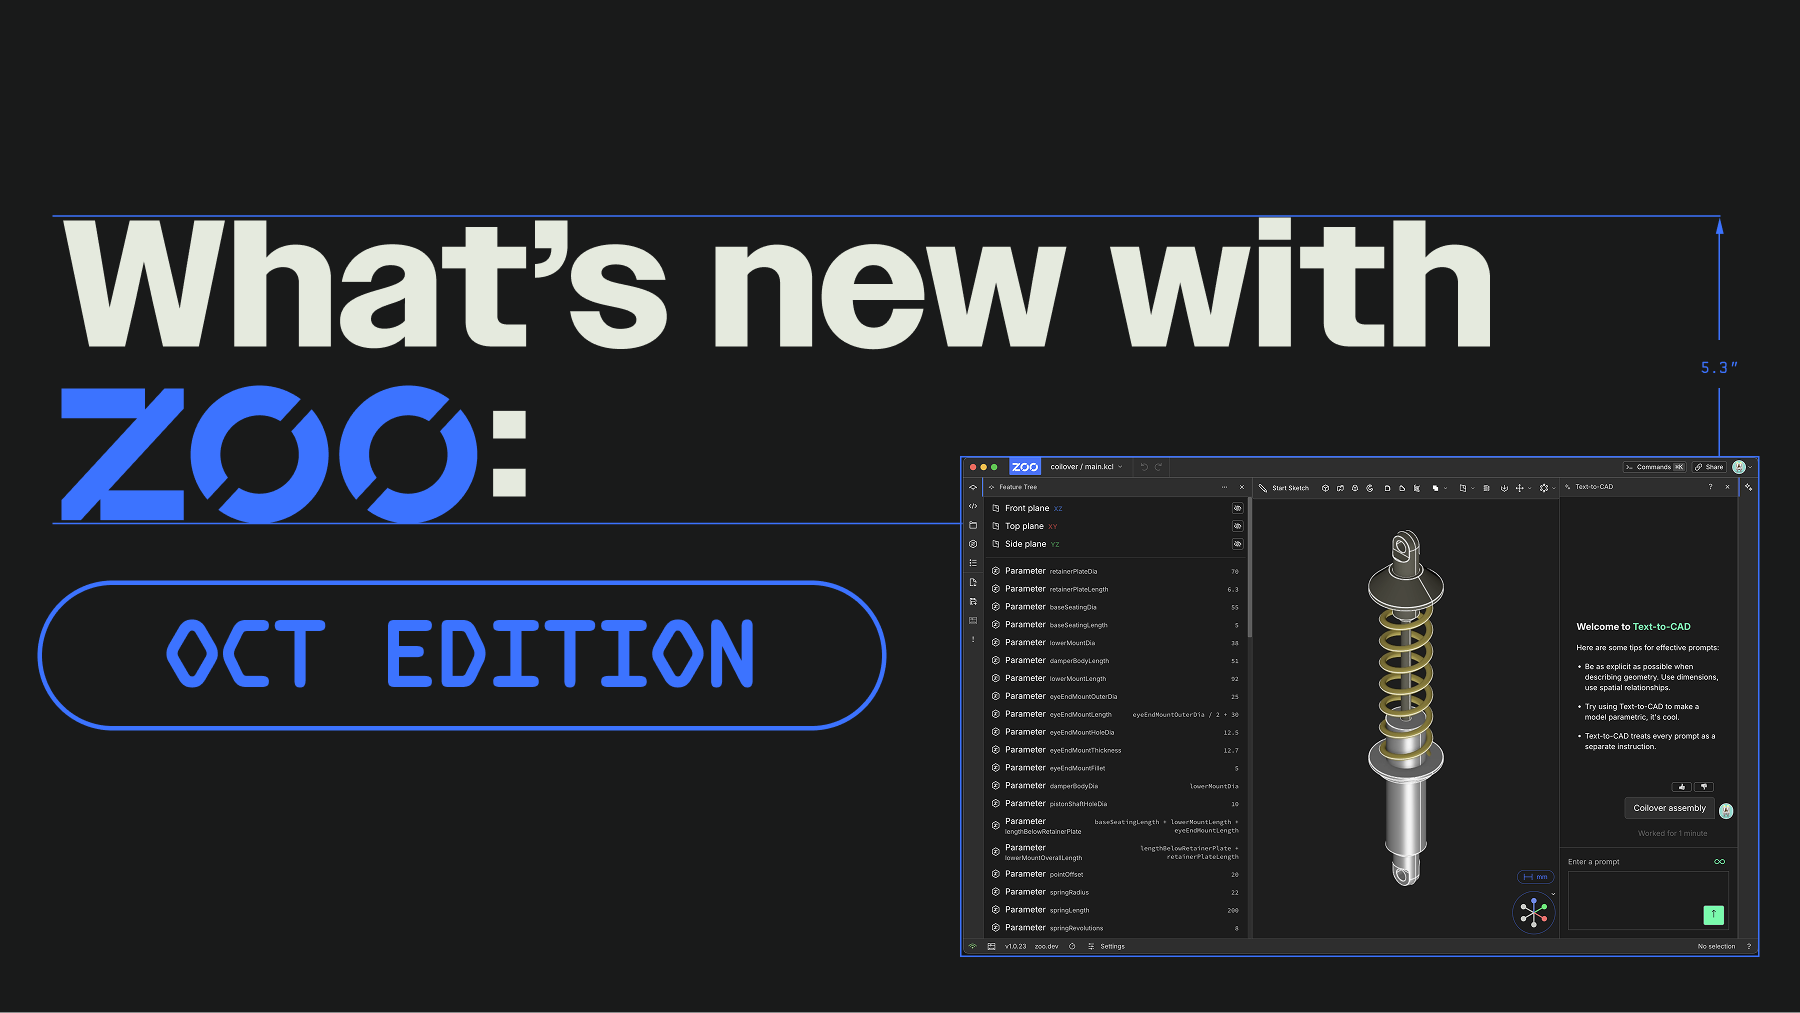 What's new with
ZOO:
5.3"
OCT EDITION
ZOO coilover / main.kcl Commands ⌘K Share
Feature Tree
Start Sketch
Text-to-CAD ?
Front plane XZ
Top plane XY
Side plane YZ
Parameter retainerPlateDia 70
Parameter retainerPlateLength 6.3
Parameter baseSeatingDia 55
Parameter baseSeatingLength 5
Parameter lowerMountDia 38
Parameter damperBodyLength 51
Parameter lowerMountLength 92
Parameter eyeEndMountOuterDia 25
Parameter eyeEndMountLength eyeEndMountOuterDia / 2 + 30
Parameter eyeEndMountHoleDia 12.5
Parameter eyeEndMountThickness 12.7
Parameter eyeEndMountFillet 5
Parameter damperBodyDia lowerMountDia
Parameter pistonShaftHoleDia 10
Parameter baseSeatingLength + lowerMountLength +
lengthBelowRetainerPlate eyeEndMountLength
Parameter lengthBelowRetainerPlate +
lowerMountOverallLength retainerPlateLength
Parameter pointOffset 20
Parameter springRadius 22
Parameter springLength 200
Parameter springRevolutions 8
mm
Welcome to Text-to-CAD
Here are some tips for effective prompts:
• Be as explicit as possible when
describing geometry. Use dimensions,
use spatial relationships.
• Try using Text-to-CAD to make a
model parametric, it's cool.
• Text-to-CAD treats every prompt as a
separate instruction.
Coilover assembly
Worked for 1 minute
Enter a prompt
v1.0.23 zoo.dev Settings No selection ?